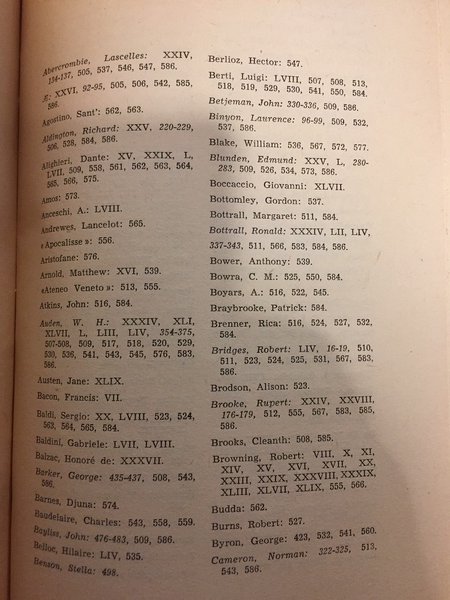 Abercrombie, Lascelles: XXIV,
134-137, 505, 537, 546, 547, 586.
Æ: XXVI, 92-95, 505, 506, 542, 585,
586.
Agostino, Sant': 562, 563.
Aldington, Richard: XXV, 220-229,
506, 528, 584, 586.
Alighieri, Dante: XV, XXIX, L,
LVII, 509, 558, 561, 562, 563, 564,
565, 566, 575.
Amos: 573.
Anceschi, A.: LVIII.
Andrewes, Lancelot: 565.
« Apocalisse »: 556.
Aristofane: 576.
Arnold, Matthew: XVI, 539.
«Ateneo Veneto »: 513, 555.
Atkins, John: 516, 584.
Auden, W. H.: XXXIV, XLI,
XLVII, L, LIII, LIV, 354-375,
507-508, 509, 517, 518, 520, 529,
530, 536, 541, 543, 545, 576, 583,
586.
Austen, Jane: XLIX.
Bacon, Francis: VII.
Baldi, Sergio: XX, LVIII, 523, 524,
563, 564, 565, 584.
Baldini, Gabriele: LVII, LVIII.
Balzac, Honoré de: XXXVII.
Barker, George: 435-437, 508, 543,
586.
Barnes, Djuna: 574.
Baudelaire, Charles: 543, 558, 559.
Bayliss, John: 476-483, 509, 586.
Belloc, Hilaire: LIV, 535.
Benson, Stella: 498.
Berlioz, Hector: 547.
Berti, Luigi: LVIII, 507, 508, 513,
518, 519, 529, 530, 541, 550, 584.
Betjeman, John: 330-336, 509, 586.
Binyon, Laurence: 96-99, 509, 532,
537, 586.
Blake, William: 536, 567, 572, 577.
Blunden, Edmund: XXV, L, 280-
283, 509, 526, 534, 573, 586.
Boccaccio, Giovanni: XLVII.
Bottomley, Gordon: 537.
Bottrall, Margaret: 511, 584.
Bottrall, Ronald: XXXIV, LII, LIV,
337-343, 511, 566, 583, 584, 586.
Bower, Anthony: 539.
Bowra, C. M.: 525, 550, 584.
Boyars, A.: 516, 522, 545.
Braybrooke, Patrick: 584.
Brenner, Rica: 516, 524, 527, 532,
584.
Bridges, Robert: LIV, 16-19, 510,
511, 523, 524, 525, 531, 567, 583,
586.
Brodson, Alison: 523.
Brooke, Rupert: XXIV, XXVIII,
176-179, 512, 555, 567, 583, 585,
586.
Brooks, Cleanth: 508, 585.
Browning, Robert: VIII, X, XI,
XIV, XV, XVI, XVII, XX,
XXIII, XXIX, XXXVIII, XXXIX,
XLIII, XLVII, XLIX, 555, 566.
Budda: 562.
Burns, Robert: 527.
Byron, George: 423, 532, 541, 560.
Cameron, Norman: 322-325, 513,
543, 586.